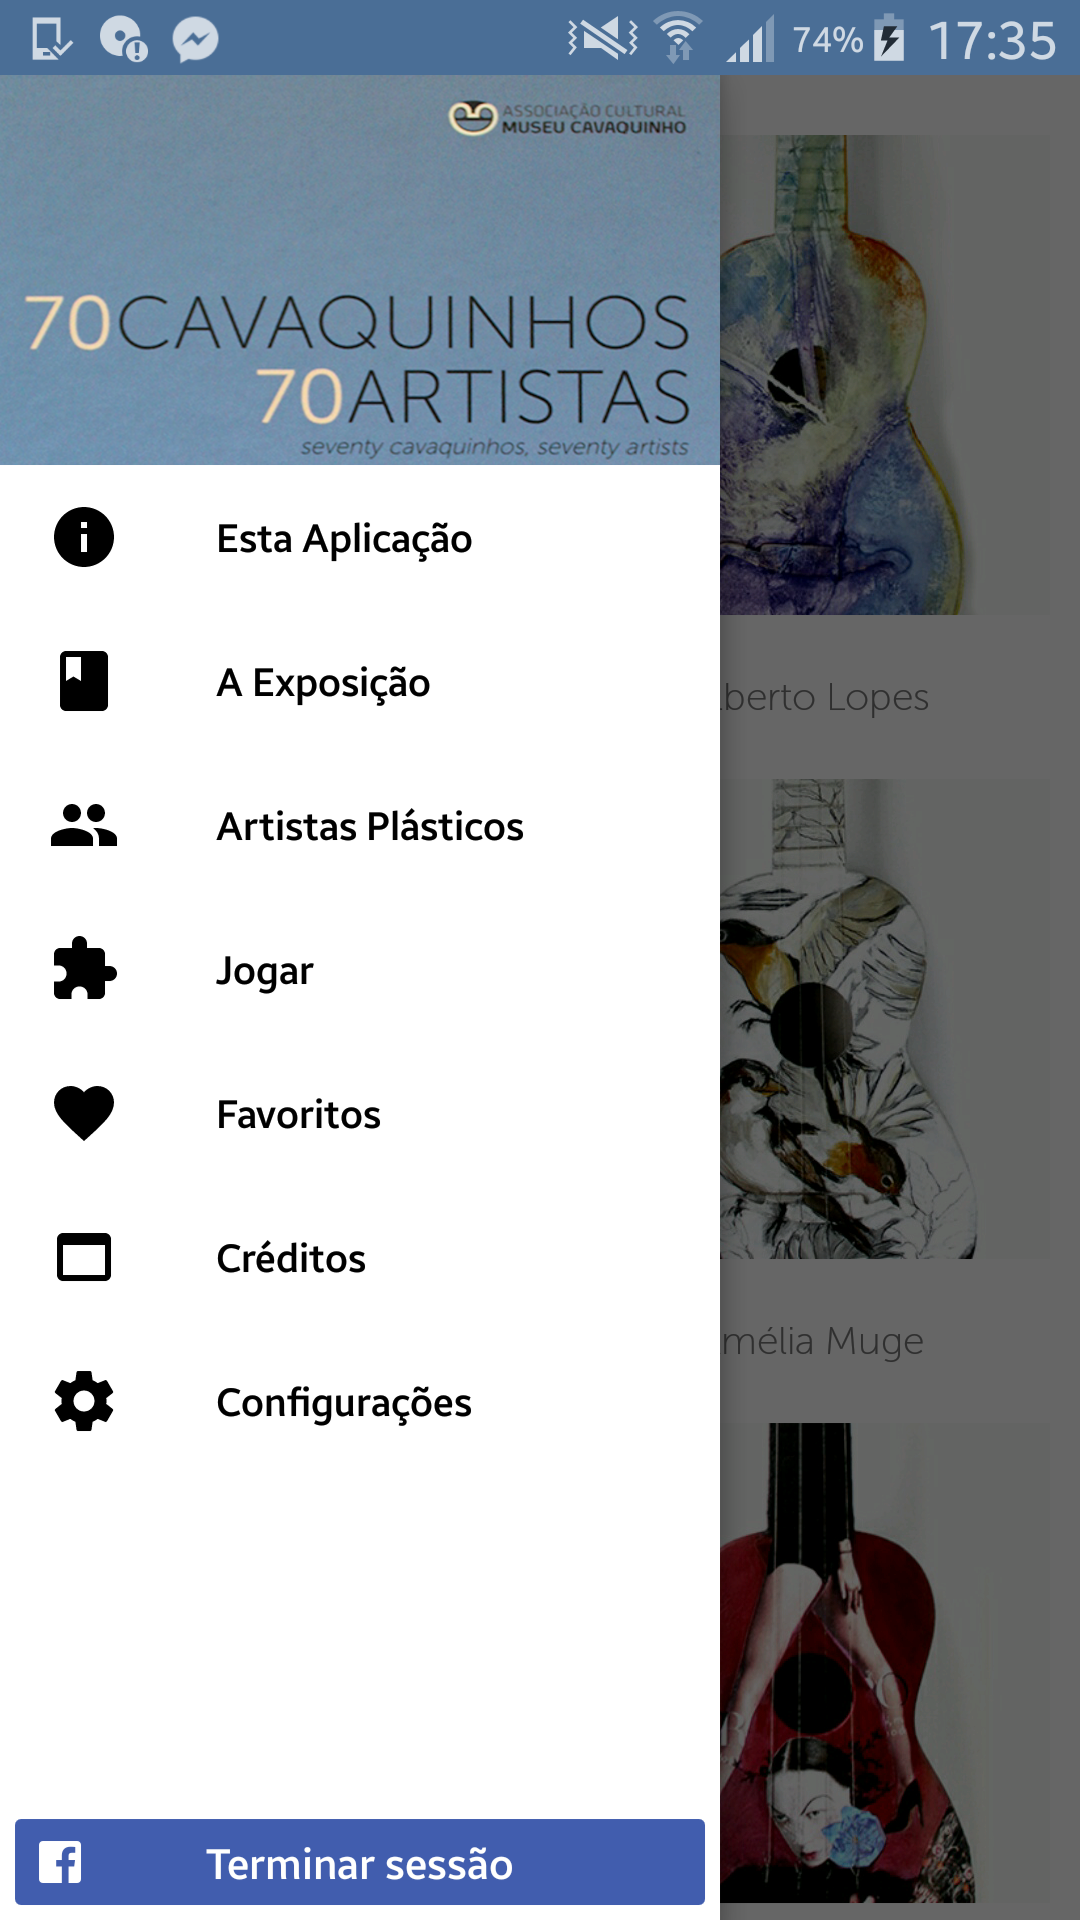 74% 17:35
ASSOCIAÇÃO CULTURAL
MUSEU CAVAQUINHO
70CAVAQUINHOS
70ARTISTAS
seventy cavaquinhos, seventy artists
Esta Aplicação
A Exposição
Artistas Plásticos
Jogar
Favoritos
Créditos
Configurações
Terminar sessão
berto Lopes
mélia Muge